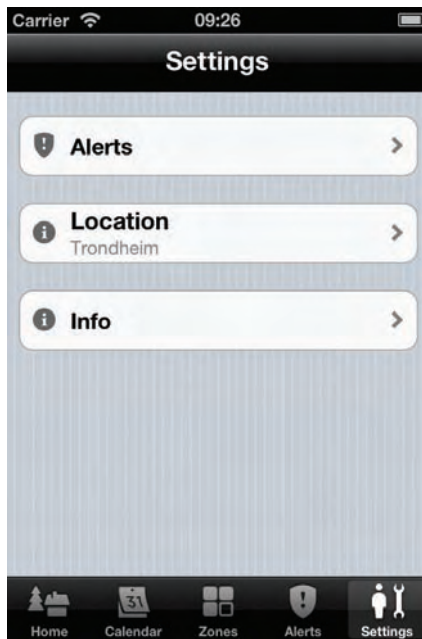 Carrier 09:26
Settings
Alerts
Location
Trondheim
Info
31
Home Calendar Zones Alerts Settings